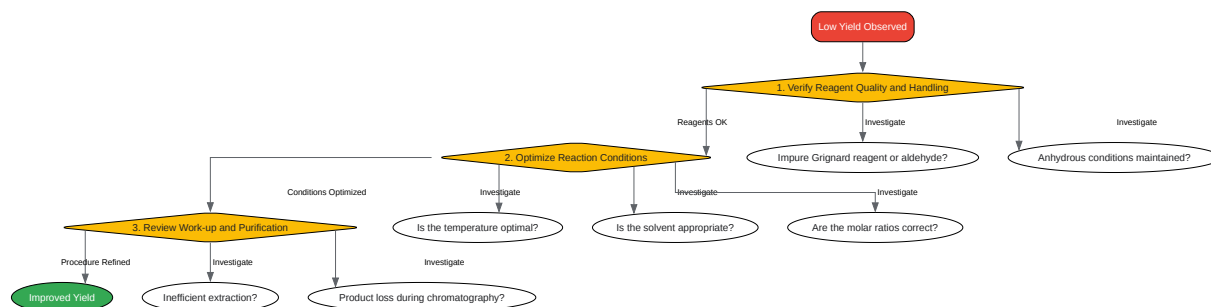 Low Yield Observed
1. Verify Reagent Quality and Handling
Reagents OK
Investigate
Investigate
2. Optimize Reaction Conditions
Impure Grignard reagent or aldehyde?
Anhydrous conditions maintained?
Conditions Optimized
Investigate
Investigate
Investigate
3. Review Work-up and Purification
Is the temperature optimal?
Is the solvent appropriate?
Are the molar ratios correct?
Procedure Refined
Investigate
Investigate
Improved Yield
Inefficient extraction?
Product loss during chromatography?